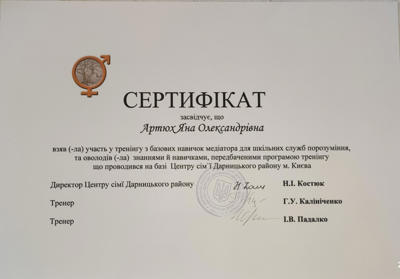 СЕРТИФІКАТ
засвідчує, що
Артюх Яна Олександрівна
взяв (-ла) участь у тренінгу з базових навичок медіатора для шкільних служб порозуміння,
та оволодів (-ла) знаннями й навичками, передбаченими програмою тренінгу
що проводився на базі Центру сім'ї Дарницького району м. Києва
Директор Центру сімї Дарницького району Н.І. Костюк
Тренер Г.У. Калініченко
Тренер І.В. Падалко